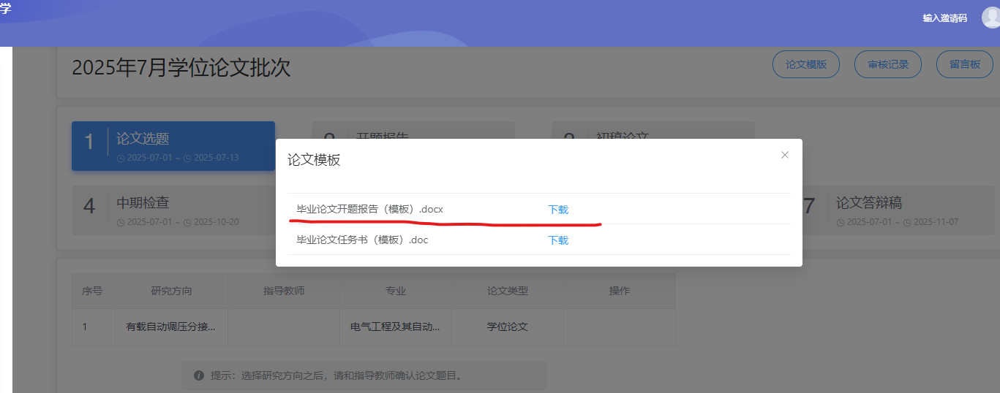 学
输入邀请码
2025年7月学位论文批次
论文模版
审核记录
留言板
1 论文选题
2025-07-01 ~ 2025-07-13
开题报告
初稿论文
4 中期检查
2025-07-01 ~ 2025-10-20
7 论文答辩稿
2025-07-01 ~ 2025-11-07
论文模板
毕业论文开题报告（模板）.docx 下载
毕业论文任务书（模板）.doc 下载
序号 研究方向 指导教师 专业 论文类型 操作
1 有载自动调压分接... 电气工程及其自动... 学位论文
提示：选择研究方向之后，请和指导教师确认论文题目。